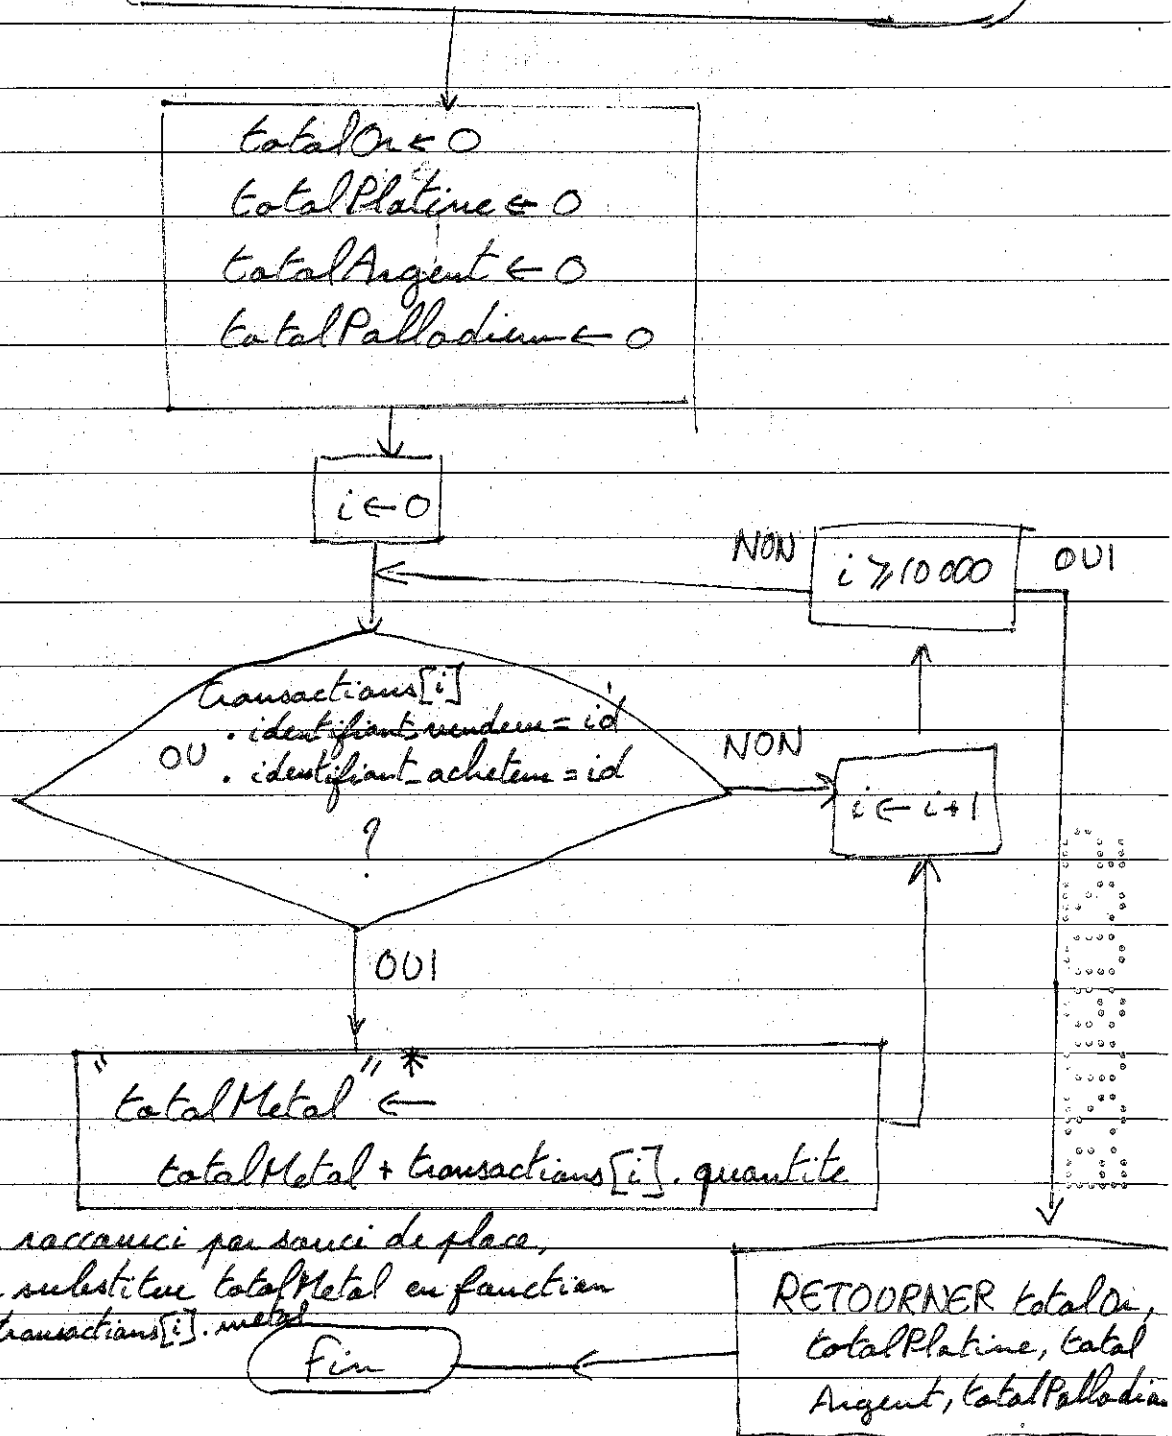 totalOr ← 0
totalPlatine ← 0
totalArgent ← 0
totalPalladium ← 0
i ← 0
NON
i ⩾ 10 000
OUI
transactions[i]
. identifiant_vendeur = id
OU . identifiant_acheteur = id
?
NON
i ← i+1
OUI
"totalMetal" * ←
totalMetal + transactions[i]. quantite
raccourci par souci de place,
substitue totalMetal en fonction
transactions[i]. metal
RETOURNER totalOr,
totalPlatine, total
Argent, totalPalladiu
Fin